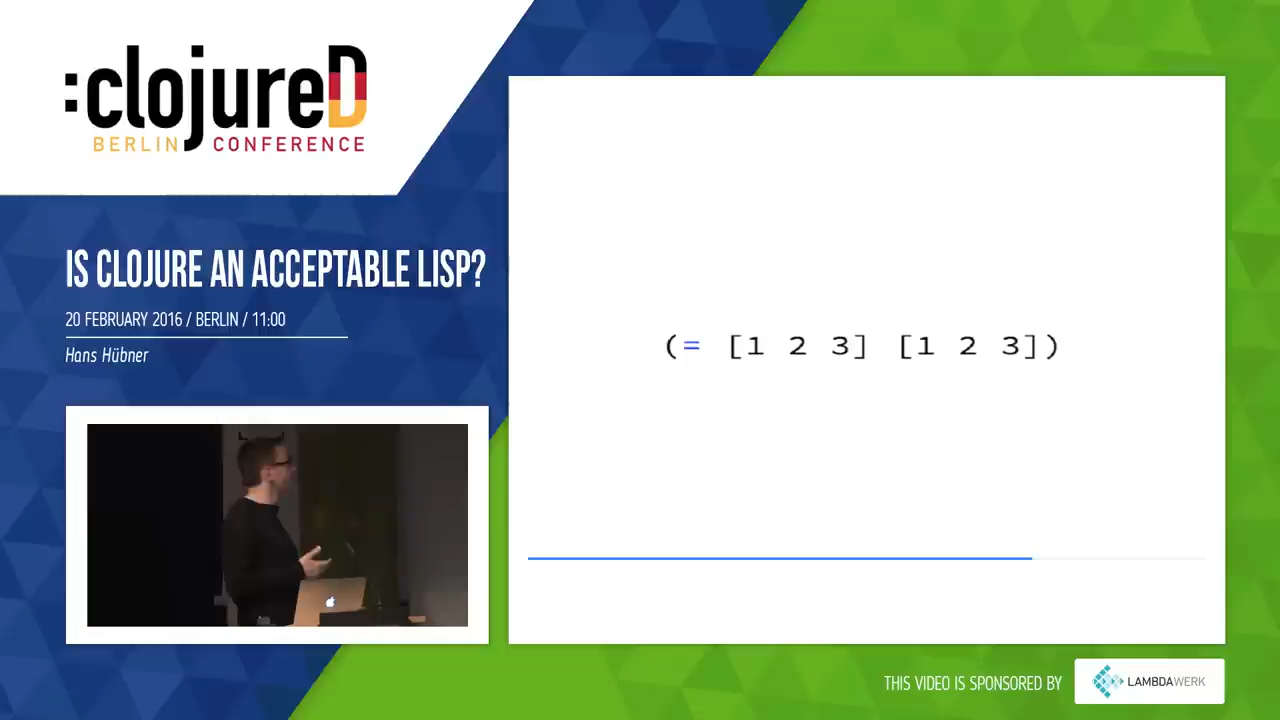 :clojureD
BERLIN CONFERENCE
IS CLOJURE AN ACCEPTABLE LISP?
20 FEBRUARY 2016 / BERLIN / 11:00
Hans Hübner
(= [1 2 3] [1 2 3])
THIS VIDEO IS SPONSORED BY
LAMBDAWERK